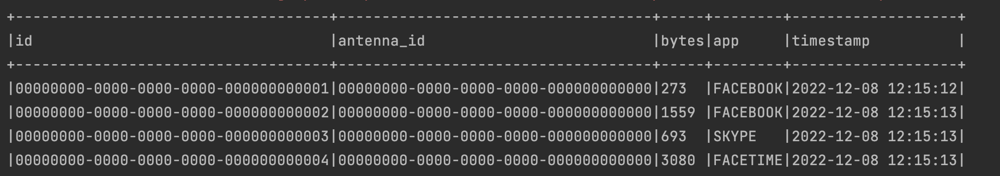 +------------------------------------+------------------------------------+-----+--------+-------------------+
|id                                  |antenna_id                          |bytes|app     |timestamp          |
+------------------------------------+------------------------------------+-----+--------+-------------------+
|00000000-0000-0000-0000-000000000001|00000000-0000-0000-0000-000000000000|273  |FACEBOOK|2022-12-08 12:15:12|
|00000000-0000-0000-0000-000000000002|00000000-0000-0000-0000-000000000000|1559 |FACEBOOK|2022-12-08 12:15:13|
|00000000-0000-0000-0000-000000000003|00000000-0000-0000-0000-000000000000|693  |SKYPE   |2022-12-08 12:15:13|
|00000000-0000-0000-0000-000000000004|00000000-0000-0000-0000-000000000000|3080 |FACETIME|2022-12-08 12:15:13|